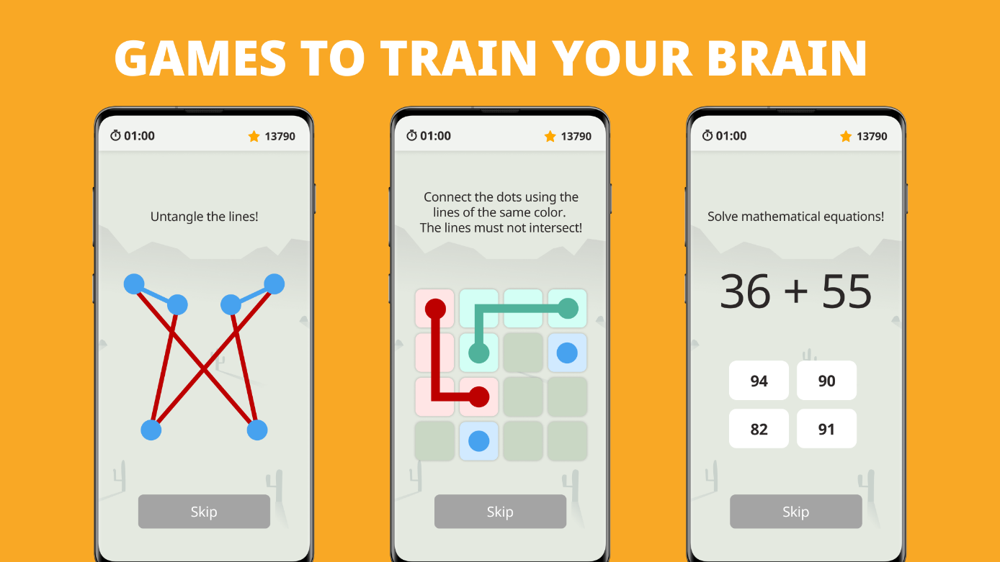 GAMES TO TRAIN YOUR BRAIN
01:00
13790
Untangle the lines!
Skip
01:00
13790
Connect the dots using the
lines of the same color.
The lines must not intersect!
Skip
01:00
13790
Solve mathematical equations!
36 + 55
94
90
82
91
Skip